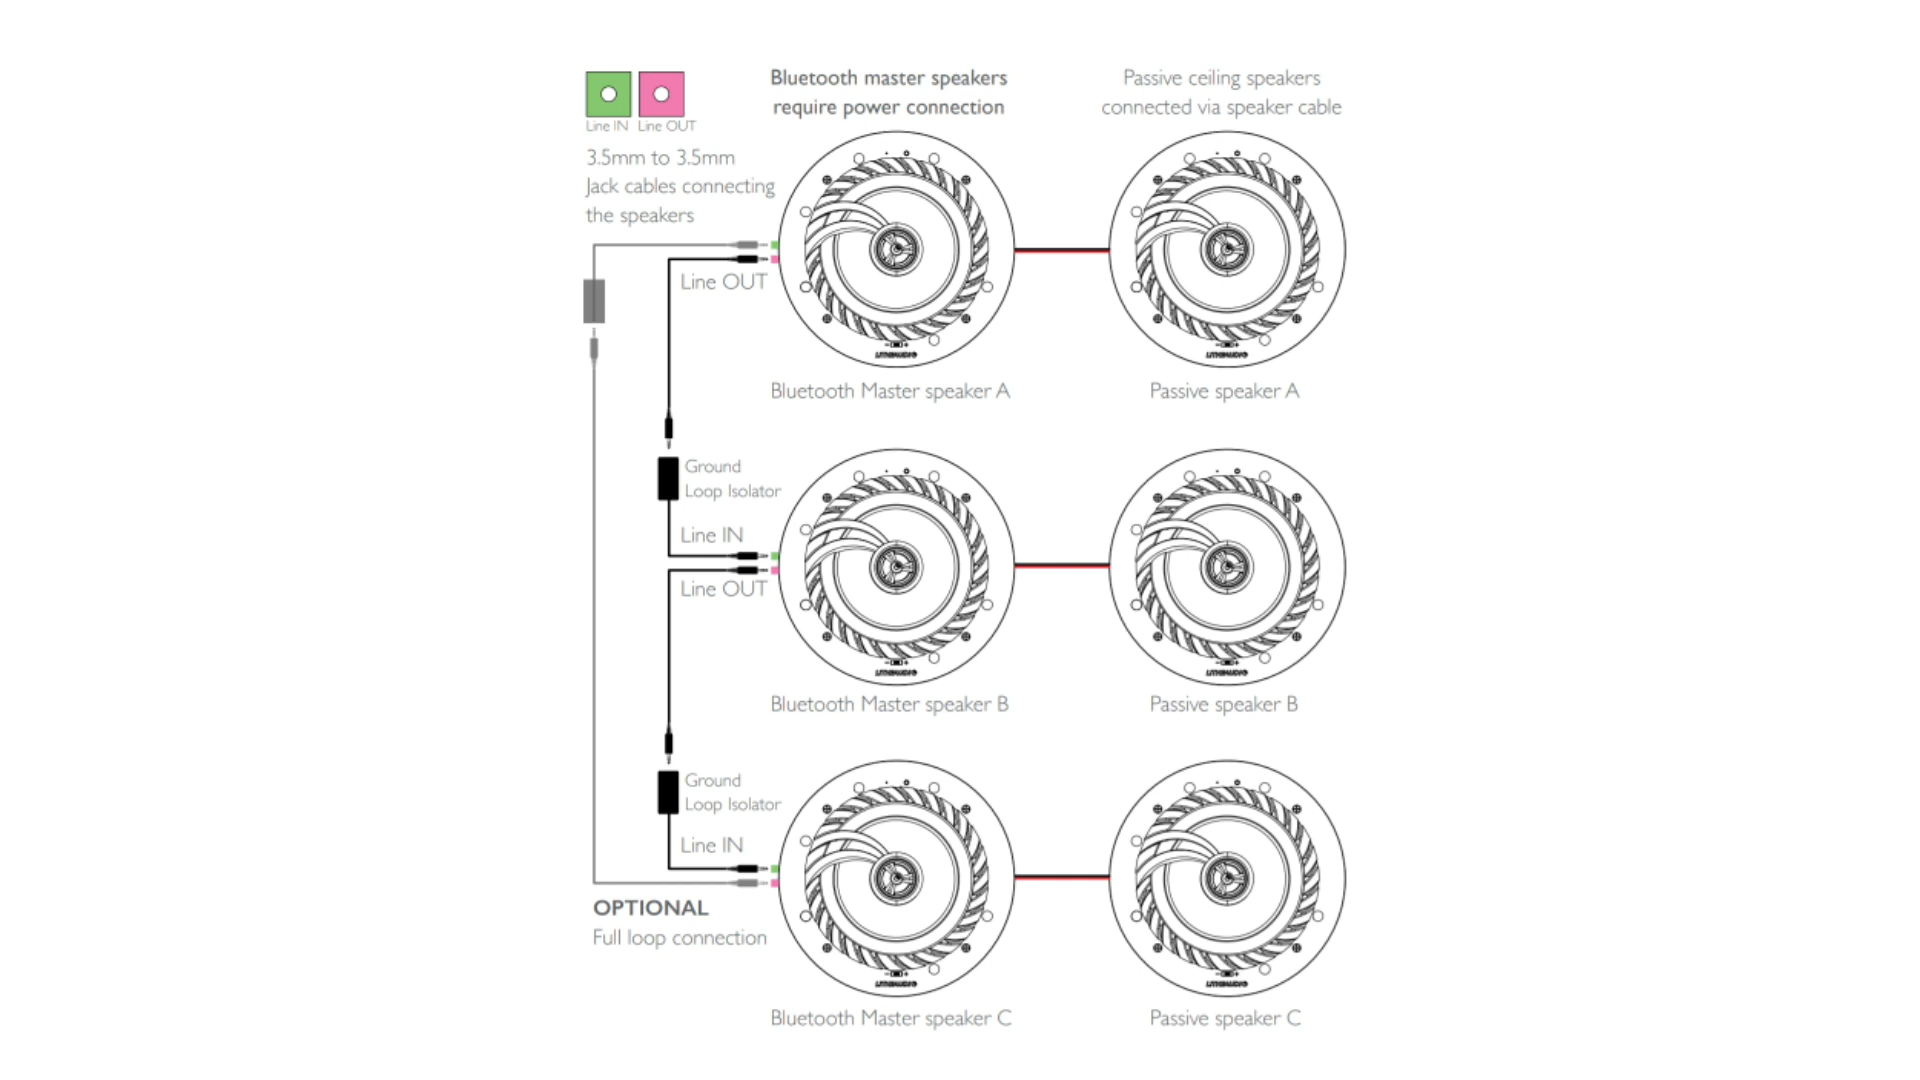 Line IN Line OUT
3.5mm to 3.5mm
Jack cables connecting
the speakers
Bluetooth master speakers
require power connection
Passive ceiling speakers
connected via speaker cable
Line OUT
Bluetooth Master speaker A
Passive speaker A
Ground
Loop Isolator
Line IN
Line OUT
Bluetooth Master speaker B
Passive speaker B
Ground
Loop Isolator
Line IN
OPTIONAL
Full loop connection
Bluetooth Master speaker C
Passive speaker C